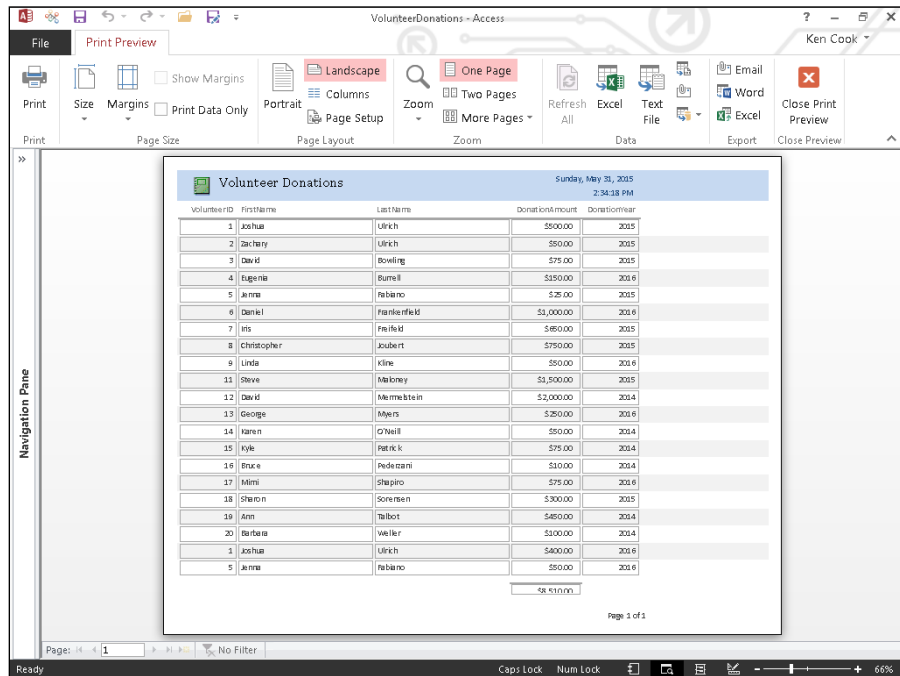 VolunteerDonations - Access
? – X
File Print Preview Ken Cook
Print Size Margins Show Margins Print Data Only Portrait Landscape Columns Page Setup Zoom One Page Two Pages More Pages Refresh All Excel Text File Email Word Excel Close Print Preview
Print Page Size Page Layout Zoom Data Export Close Preview
»
Navigation Pane
Volunteer Donations Sunday, May 31, 2015
2:34:18 PM
VolunteerID FirstName LastName DonationAmount DonationYear
1 Joshua Ulrich $500.00 2015
2 Zachary Ulrich $50.00 2015
3 David Bowling $75.00 2015
4 Eugenia Burrell $150.00 2016
5 Jenna Fabiano $25.00 2015
6 Daniel Frankenfield $1,000.00 2016
7 Iris Freifeld $650.00 2015
8 Christopher Joubert $750.00 2015
9 Linda Kline $50.00 2016
11 Steve Maloney $1,500.00 2015
12 David Mermelstein $2,000.00 2014
13 George Myers $250.00 2016
14 Karen O'Neill $50.00 2014
15 Kyle Patrick $75.00 2014
16 Bruce Pederzani $10.00 2014
17 Mimi Shapiro $75.00 2016
18 Sharon Sorensen $300.00 2015
19 Ann Talbot $450.00 2014
20 Barbara Weller $100.00 2014
1 Joshua Ulrich $400.00 2016
5 Jenna Fabiano $50.00 2016
$8,510.00
Page 1 of 1
Page: 1 No Filter
Ready Caps Lock Num Lock – + 66%